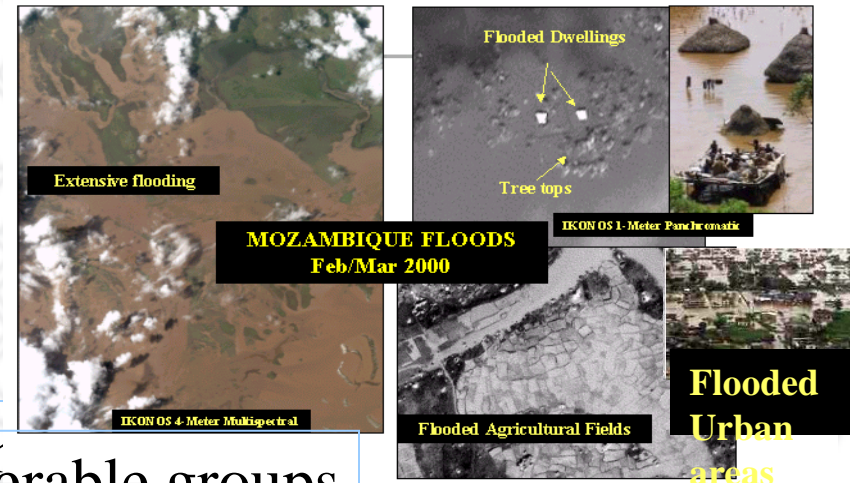 Flooded Dwellings
Extensive flooding
Tree tops
IKONOS 1-Meter Panchromatic
MOZAMBIQUE FLOODS
Feb/Mar 2000
Flooded
Urban
areas
IKONOS 4-Meter Multispectral
Flooded Agricultural Fields
groups